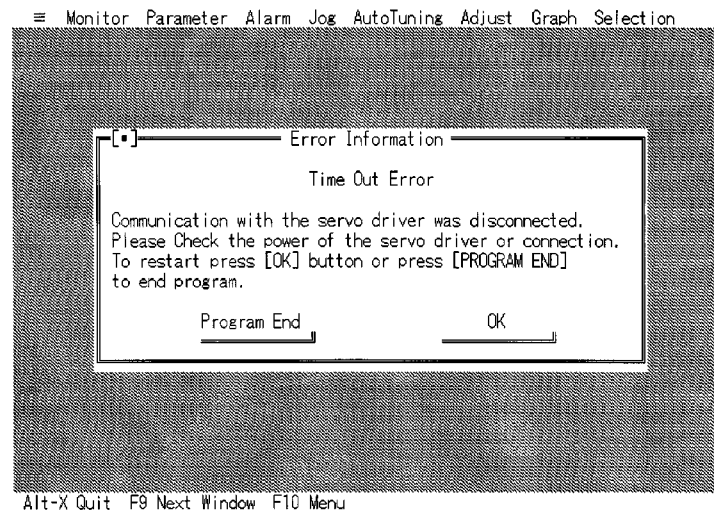 ≡ Monitor Parameter Alarm Jog AutoTuning Adjust Graph Selection
[▪] Error Information
Time Out Error
Communication with the servo driver was disconnected.
Please Check the power of the servo driver or connection.
To restart press [OK] button or press [PROGRAM END]
to end program.
Program End OK
Alt-X Quit F9 Next Window F10 Menu